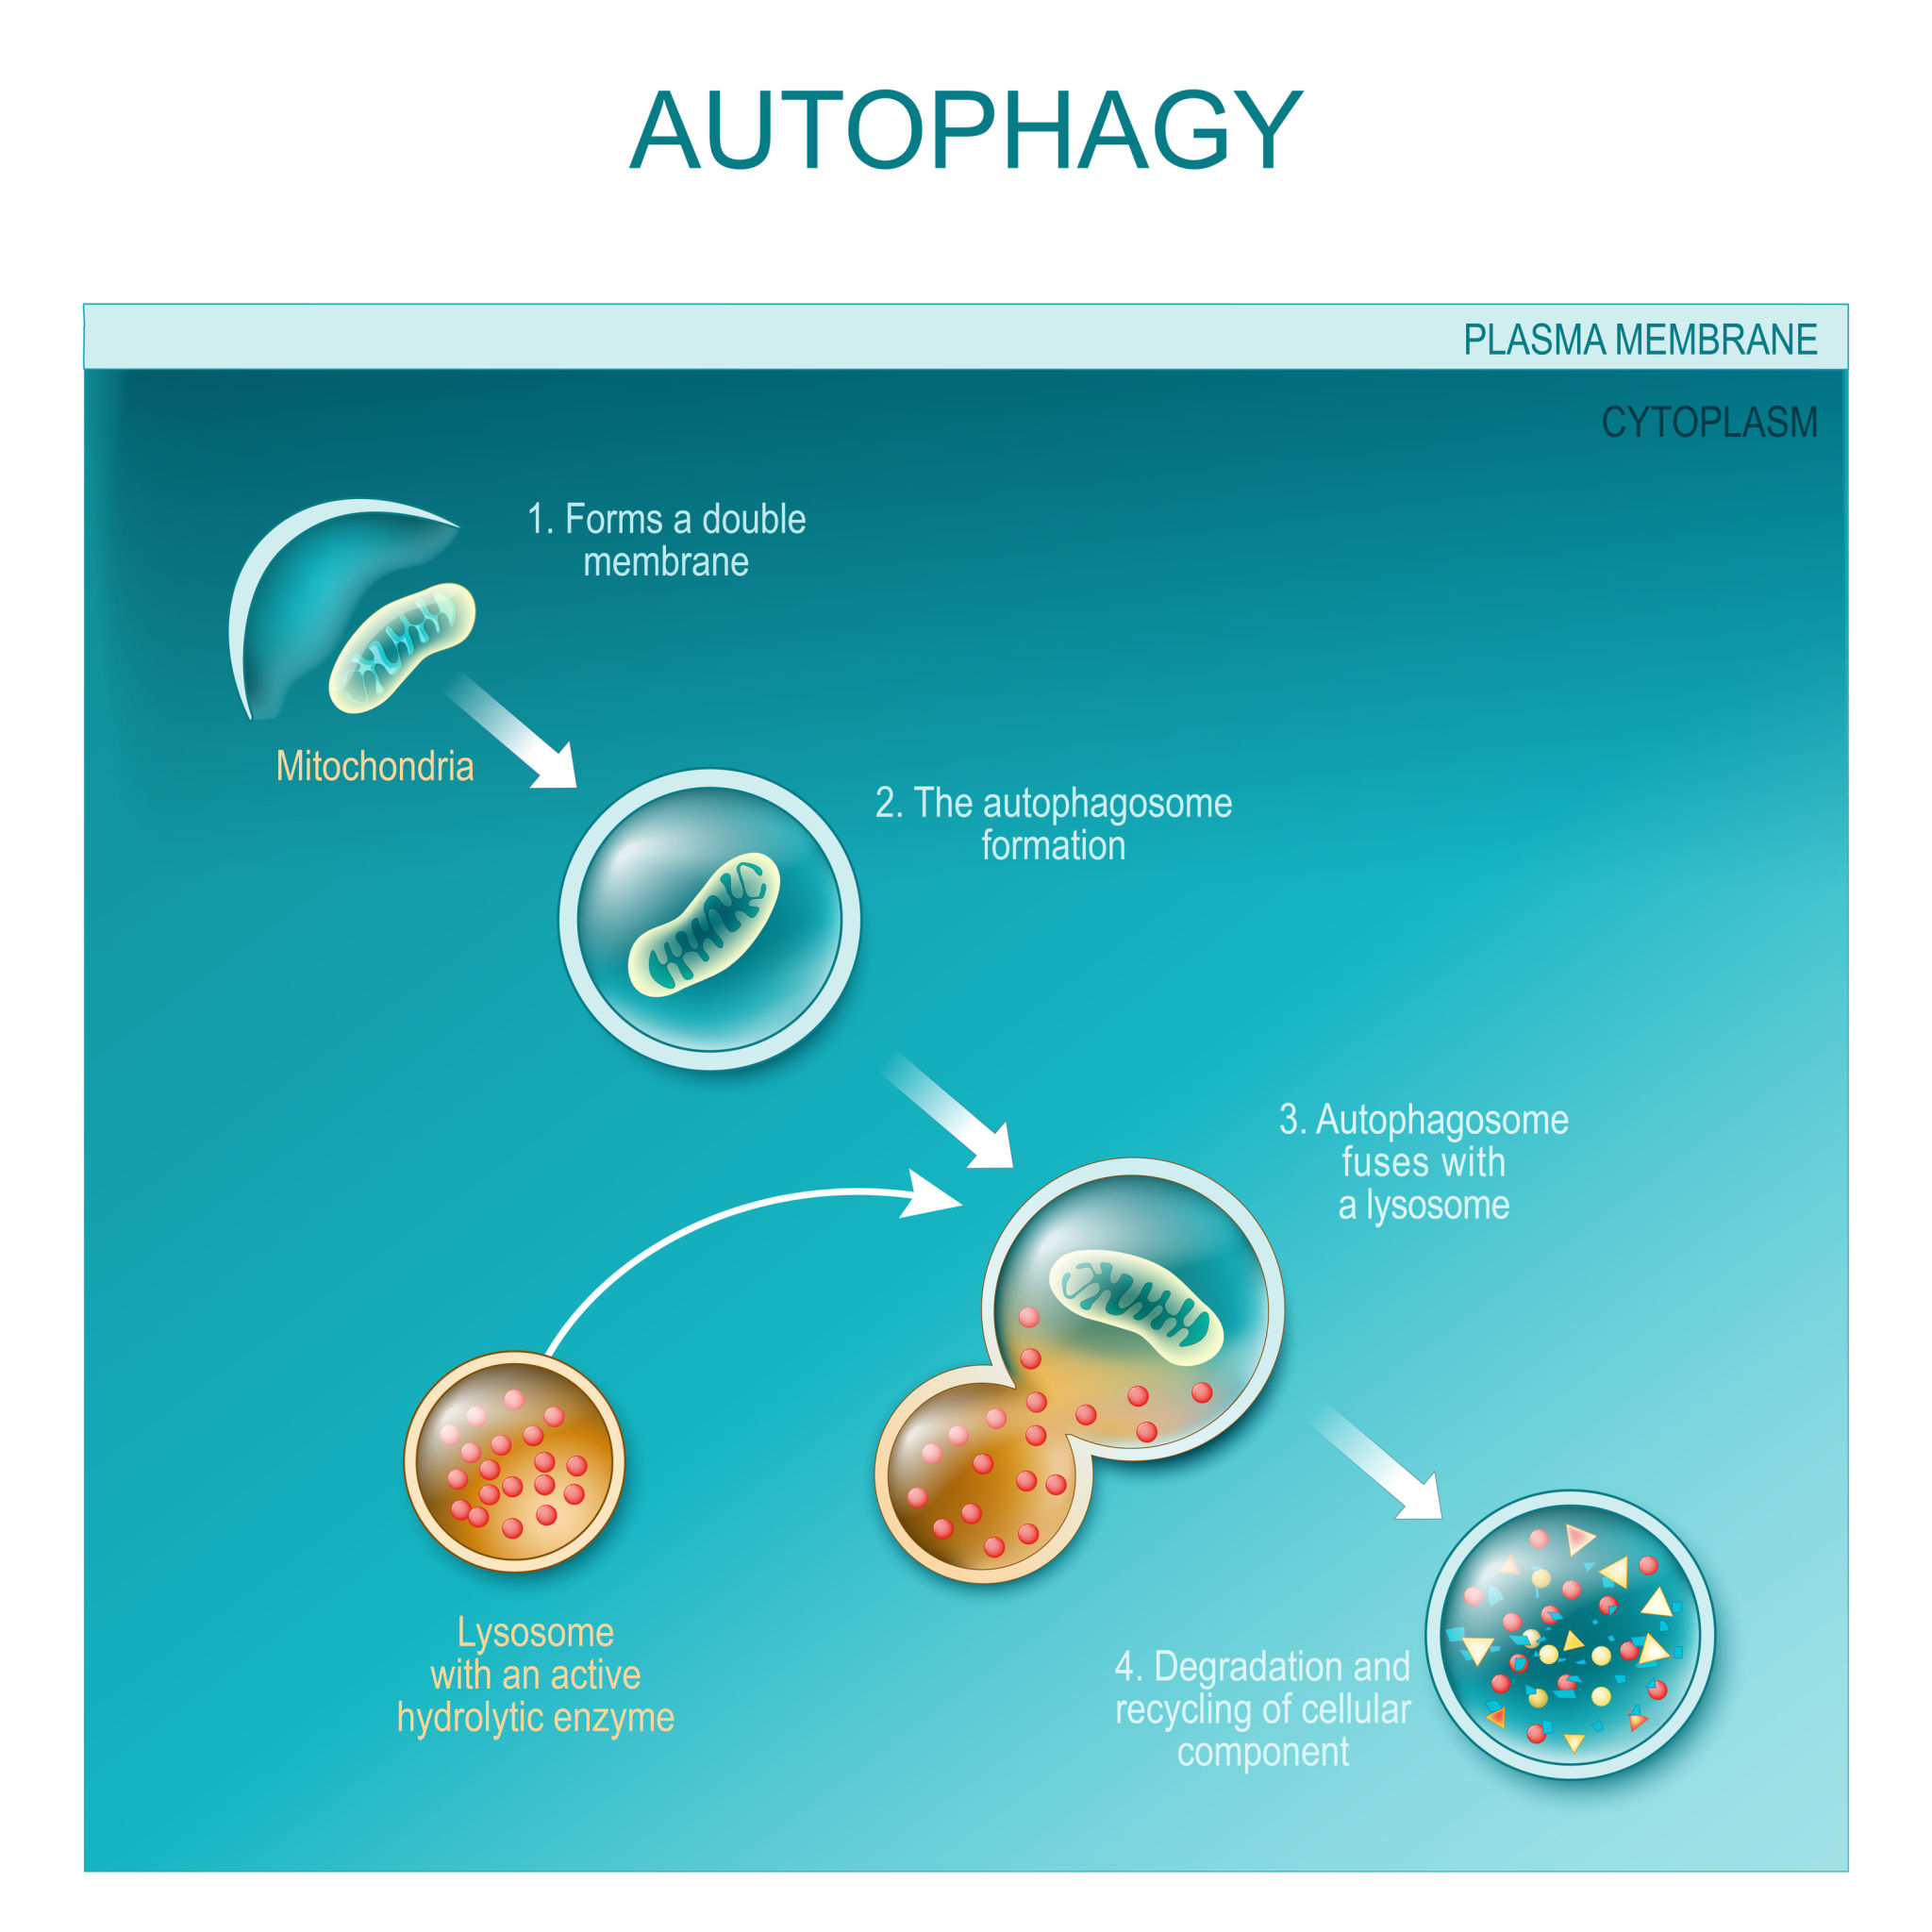 AUTOPHAGY
PLASMA MEMBRANE
CYTOPLASM
1. Forms a double
membrane
Mitochondria
2. The autophagosome
formation
3. Autophagosome
fuses with
a lysosome
Lysosome
with an active
hydrolytic enzyme
4. Degradation and
recycling of cellular
component